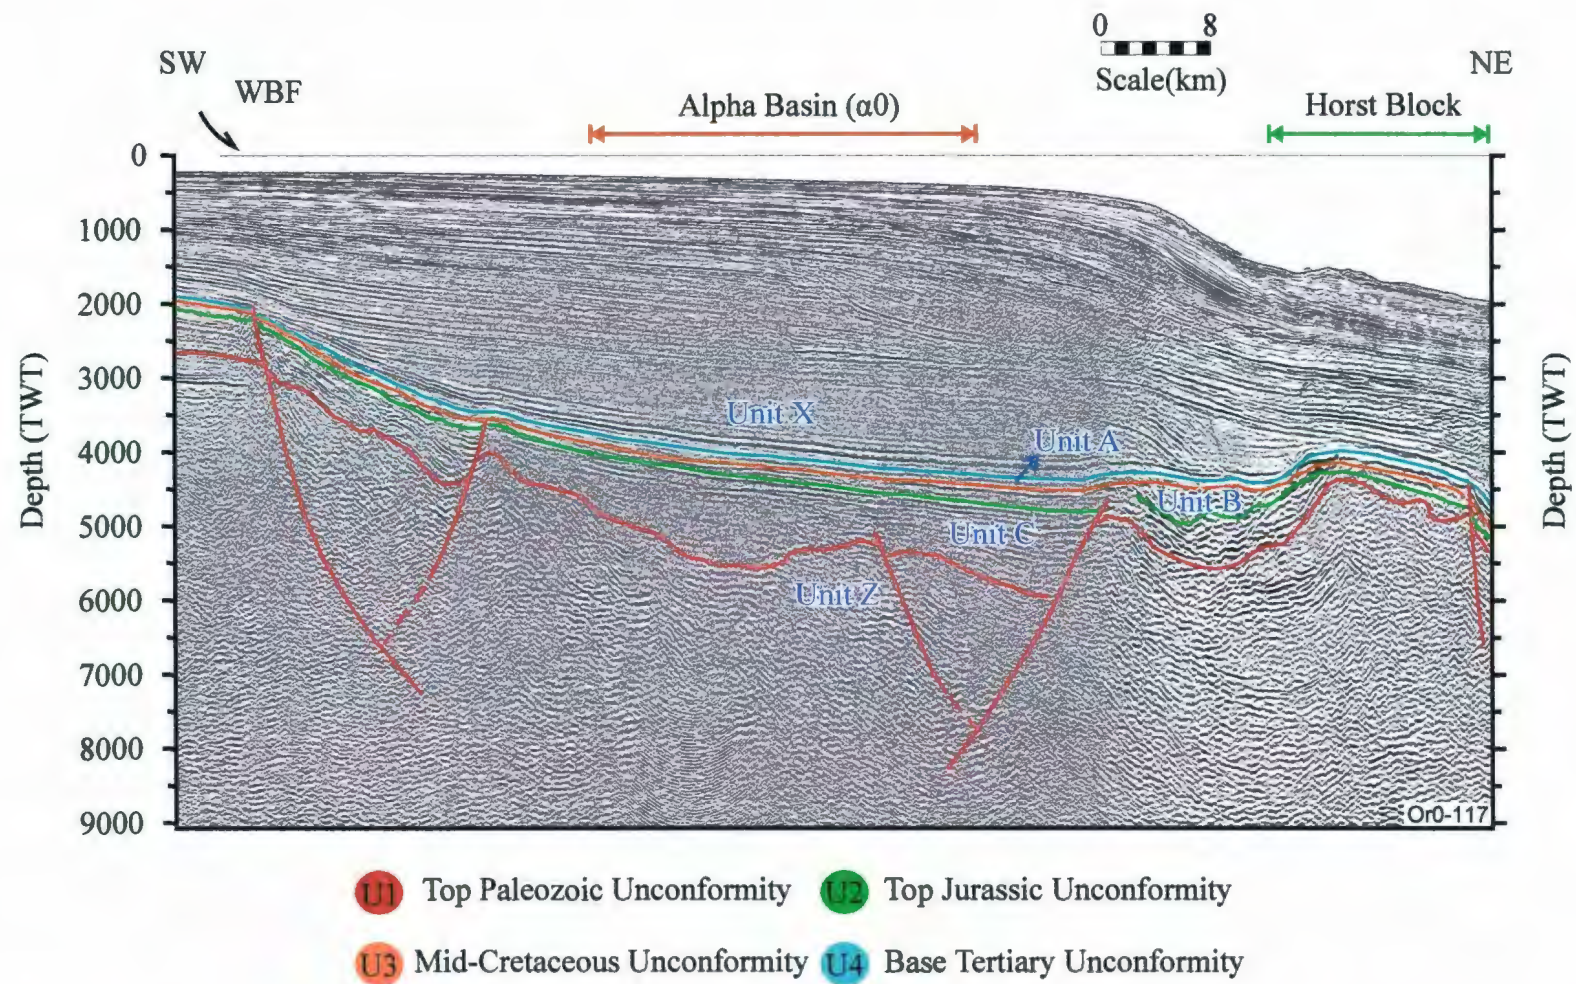 0 8
Scale(km)
SW
NE
WBF
Alpha Basin (α0)
Horst Block
0
1000
2000
3000
4000
5000
6000
7000
8000
9000
Depth (TWT)
Depth (TWT)
Unit X
Unit A
Unit B
Unit C
Unit Z
Or0-117
U1 Top Paleozoic Unconformity
U2 Top Jurassic Unconformity
U3 Mid-Cretaceous Unconformity
U4 Base Tertiary Unconformity